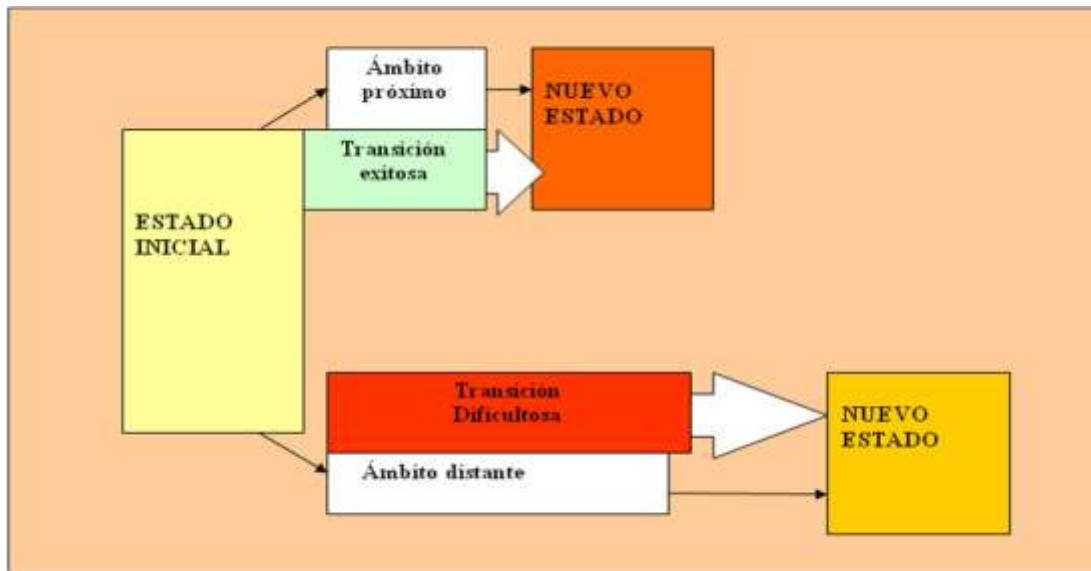 Ámbito
próximo
NUEVO
ESTADO
Transición
exitosa
ESTADO
INICIAL
Transición
Dificultosa
NUEVO
ESTADO
Ámbito distante